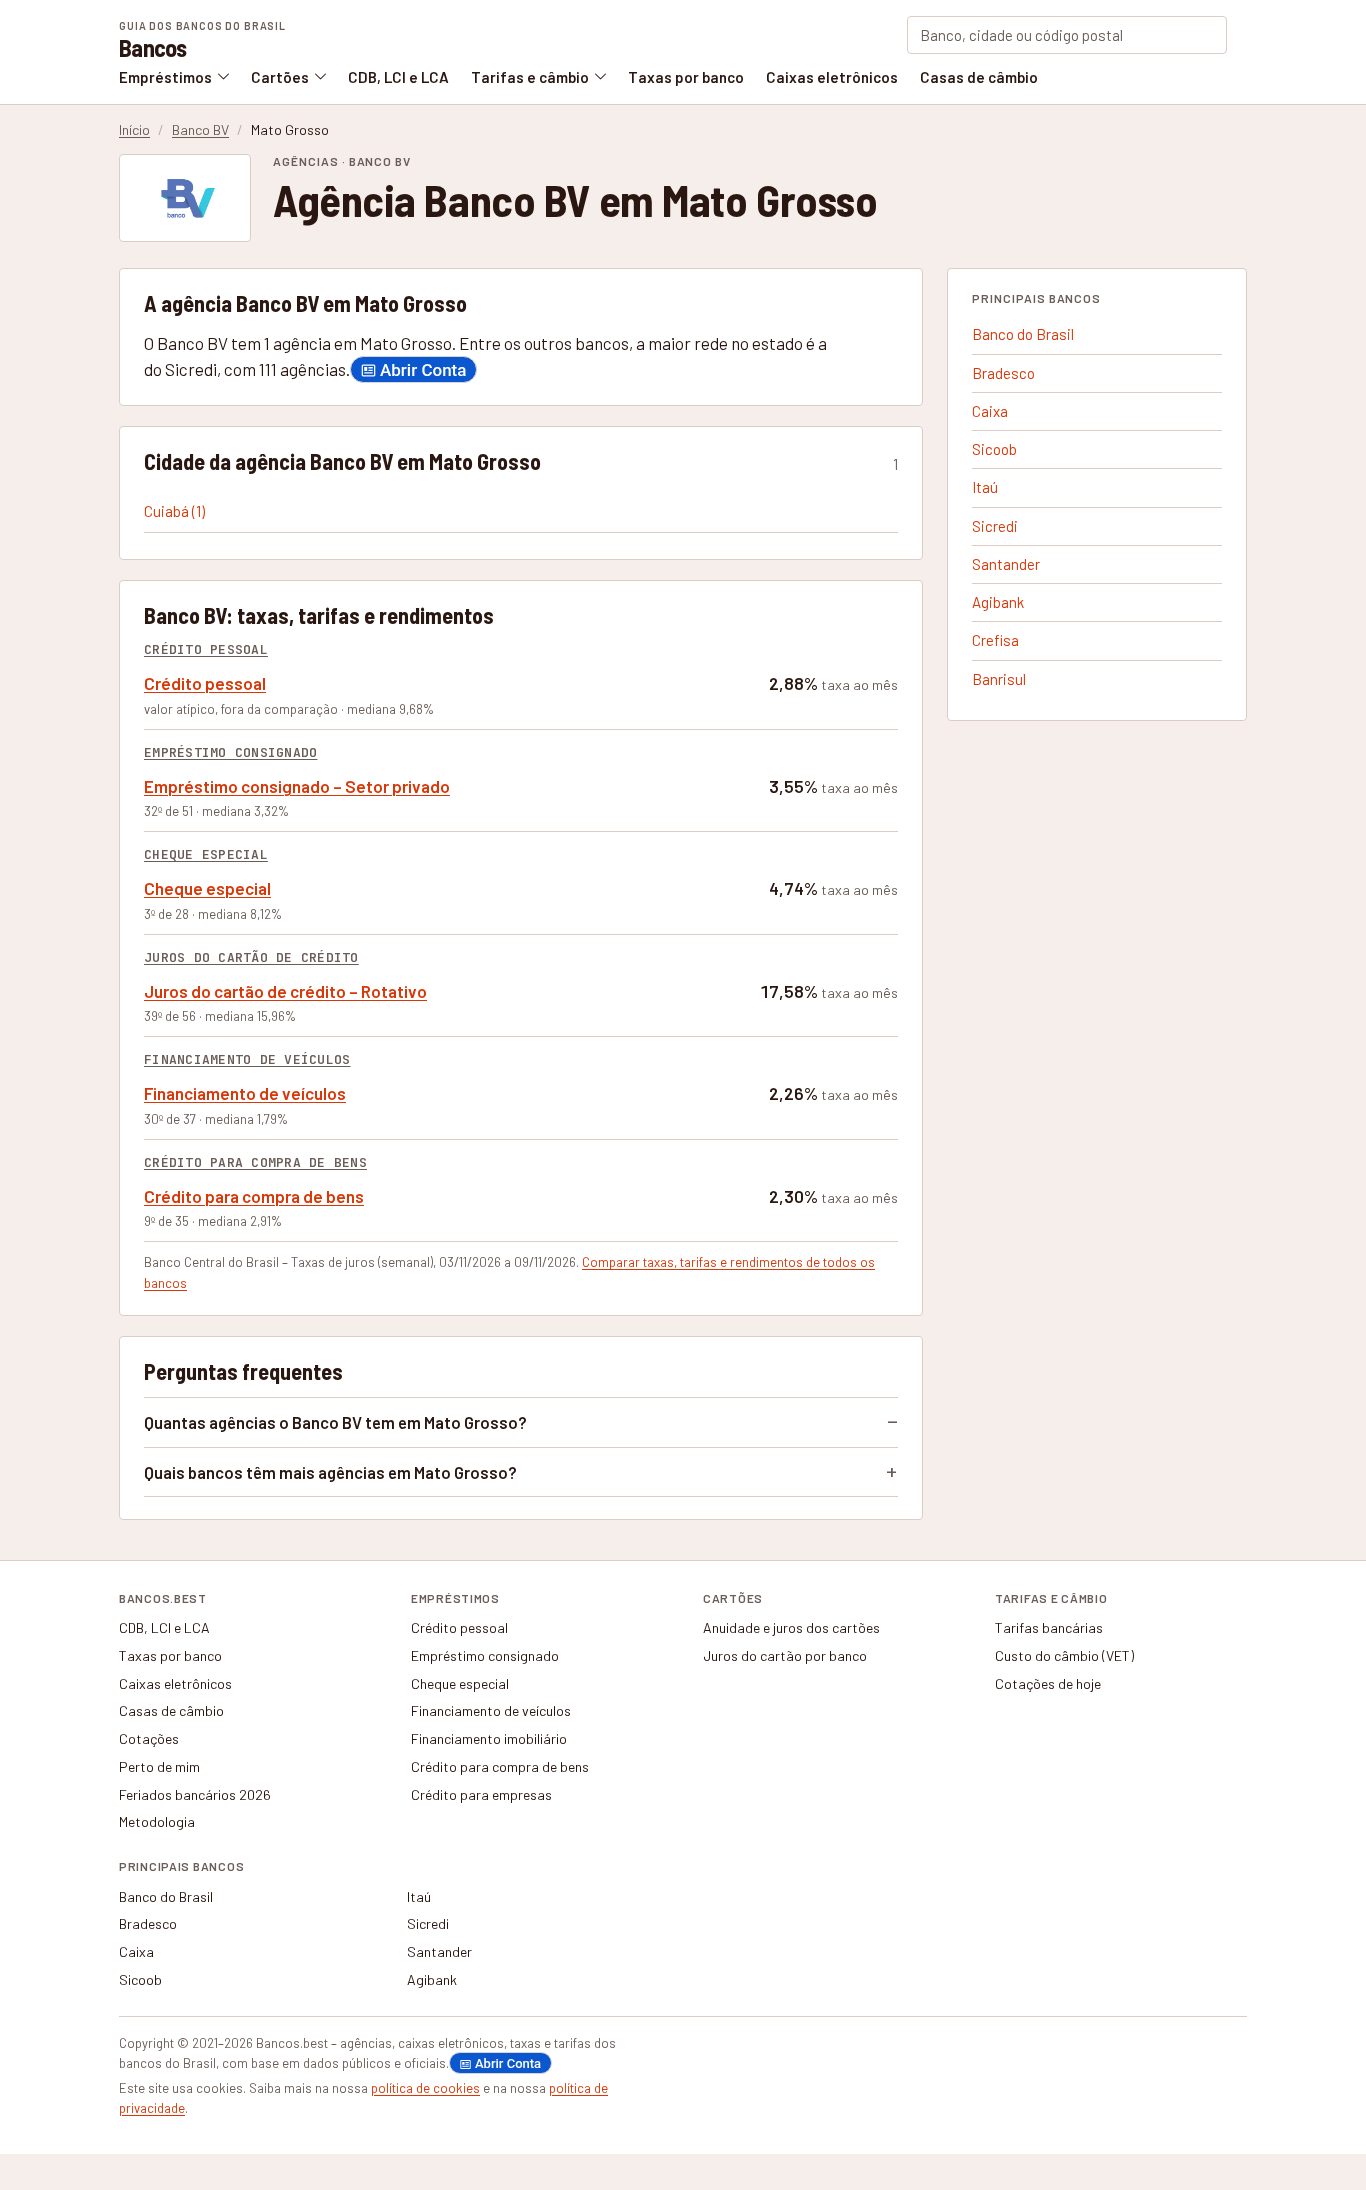 GUIA DOS BANCOS DO BRASIL
Bancos
Banco, cidade ou código postal
Empréstimos Cartões CDB, LCI e LCA Tarifas e câmbio Taxas por banco Caixas eletrônicos Casas de câmbio
Início / Banco BV / Mato Grosso
BV
banco
AGÊNCIAS · BANCO BV
Agência Banco BV em Mato Grosso
A agência Banco BV em Mato Grosso
O Banco BV tem 1 agência em Mato Grosso. Entre os outros bancos, a maior rede no estado é a
do Sicredi, com 111 agências. Abrir Conta
Cidade da agência Banco BV em Mato Grosso 1
Cuiabá (1)
Banco BV: taxas, tarifas e rendimentos
CRÉDITO PESSOAL
Crédito pessoal 2,88% taxa ao mês
valor atípico, fora da comparação · mediana 9,68%
EMPRÉSTIMO CONSIGNADO
Empréstimo consignado – Setor privado 3,55% taxa ao mês
32º de 51 · mediana 3,32%
CHEQUE ESPECIAL
Cheque especial 4,74% taxa ao mês
3º de 28 · mediana 8,12%
JUROS DO CARTÃO DE CRÉDITO
Juros do cartão de crédito – Rotativo 17,58% taxa ao mês
39º de 56 · mediana 15,96%
FINANCIAMENTO DE VEÍCULOS
Financiamento de veículos 2,26% taxa ao mês
30º de 37 · mediana 1,79%
CRÉDITO PARA COMPRA DE BENS
Crédito para compra de bens 2,30% taxa ao mês
9º de 35 · mediana 2,91%
Banco Central do Brasil – Taxas de juros (semanal), 03/11/2026 a 09/11/2026. Comparar taxas, tarifas e rendimentos de todos os
bancos
Perguntas frequentes
Quantas agências o Banco BV tem em Mato Grosso? −
Quais bancos têm mais agências em Mato Grosso? +
PRINCIPAIS BANCOS
Banco do Brasil
Bradesco
Caixa
Sicoob
Itaú
Sicredi
Santander
Agibank
Crefisa
Banrisul
BANCOS.BEST
CDB, LCI e LCA
Taxas por banco
Caixas eletrônicos
Casas de câmbio
Cotações
Perto de mim
Feriados bancários 2026
Metodologia
EMPRÉSTIMOS
Crédito pessoal
Empréstimo consignado
Cheque especial
Financiamento de veículos
Financiamento imobiliário
Crédito para compra de bens
Crédito para empresas
CARTÕES
Anuidade e juros dos cartões
Juros do cartão por banco
TARIFAS E CÂMBIO
Tarifas bancárias
Custo do câmbio (VET)
Cotações de hoje
PRINCIPAIS BANCOS
Banco do Brasil
Bradesco
Caixa
Sicoob
Itaú
Sicredi
Santander
Agibank
Copyright © 2021–2026 Bancos.best – agências, caixas eletrônicos, taxas e tarifas dos
bancos do Brasil, com base em dados públicos e oficiais. Abrir Conta
Este site usa cookies. Saiba mais na nossa política de cookies e na nossa política de
privacidade.